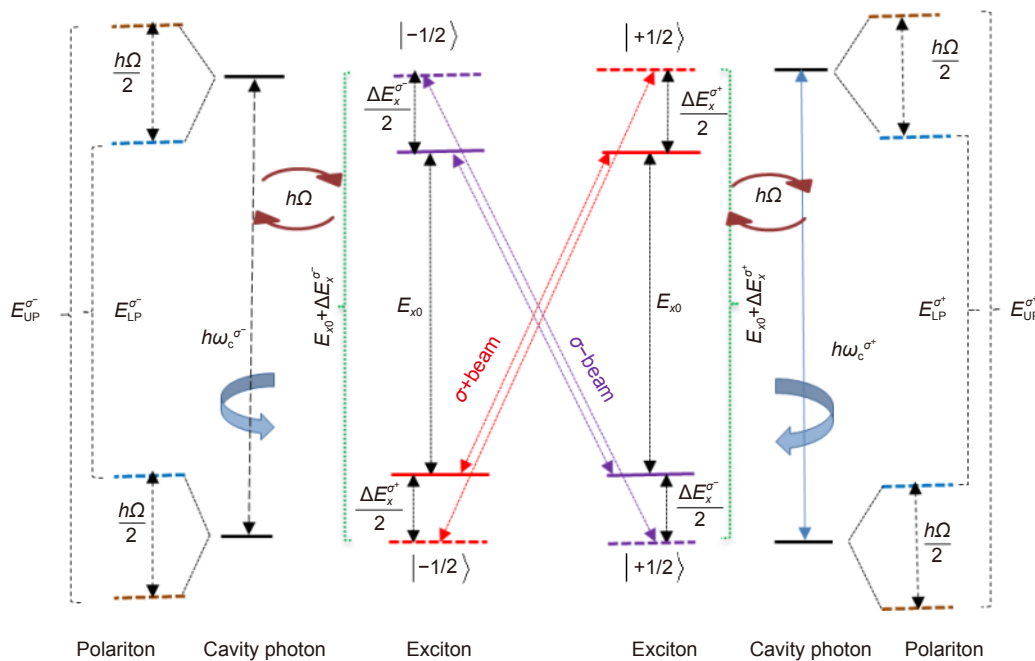 |−1/2⟩
|+1/2⟩
hΩ
2
ΔE_x^σ−
2
ΔE_x^σ+
2
hΩ
2
hΩ
hΩ
E_UP^σ−
E_LP^σ−
hω_c^σ−
E_x0+ΔE_x^σ−
E_x0
σ+beam
σ−beam
E_x0
E_x0+ΔE_x^σ+
hω_c^σ+
E_LP^σ+
E_UP^σ+
hΩ
2
ΔE_x^σ+
2
ΔE_x^σ−
2
hΩ
2
|−1/2⟩
|+1/2⟩
Polariton Cavity photon Exciton Exciton Cavity photon Polariton